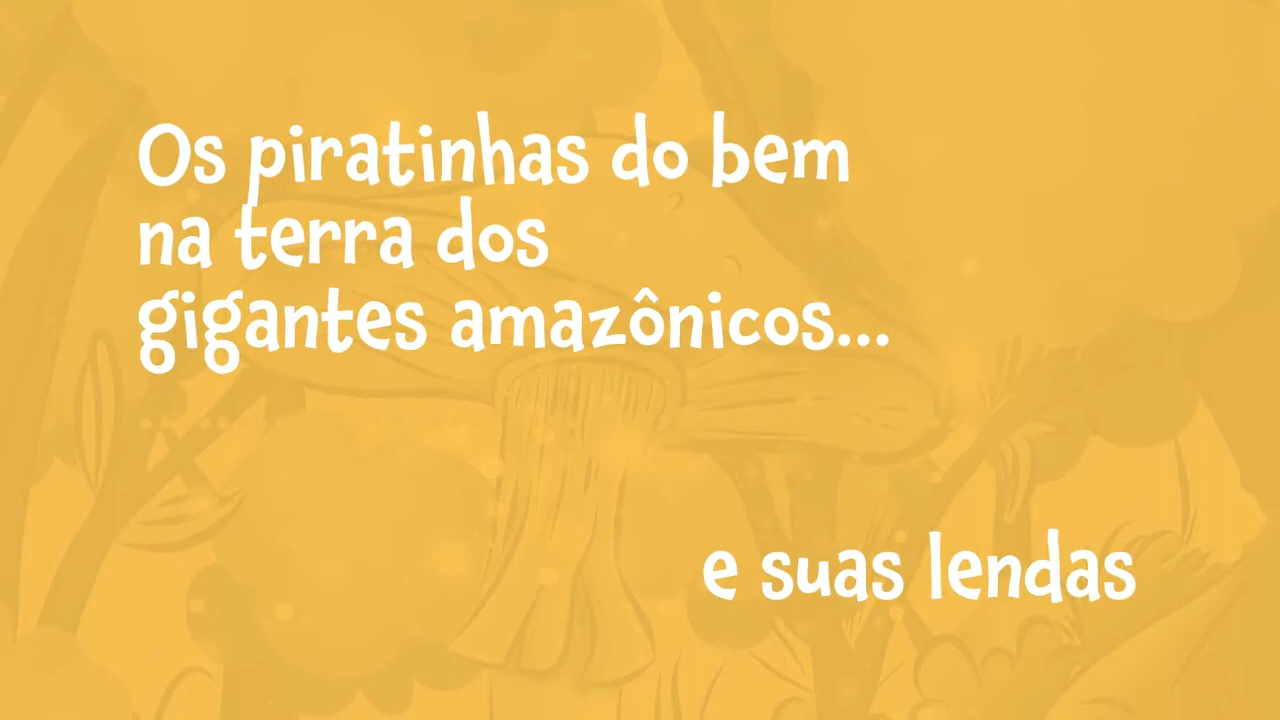 Os piratinhas do bem
na terra dos
gigantes amazônicos...
e suas lendas